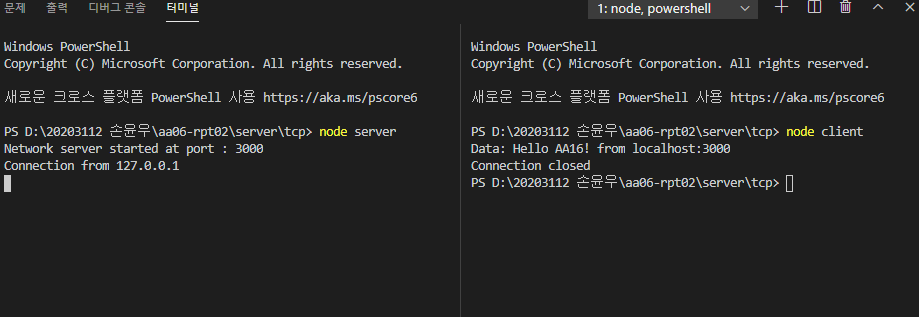 문제 출력 디버그 콘솔 터미널 1: node, powershell
Windows PowerShell
Copyright (C) Microsoft Corporation. All rights reserved.
새로운 크로스 플랫폼 PowerShell 사용 https://aka.ms/pscore6
PS D:\20203112 손윤우\aa06-rpt02\server\tcp> node server
Network server started at port : 3000
Connection from 127.0.0.1
Windows PowerShell
Copyright (C) Microsoft Corporation. All rights reserved.
새로운 크로스 플랫폼 PowerShell 사용 https://aka.ms/pscore6
PS D:\20203112 손윤우\aa06-rpt02\server\tcp> node client
Data: Hello AA16! from localhost:3000
Connection closed
PS D:\20203112 손윤우\aa06-rpt02\server\tcp>